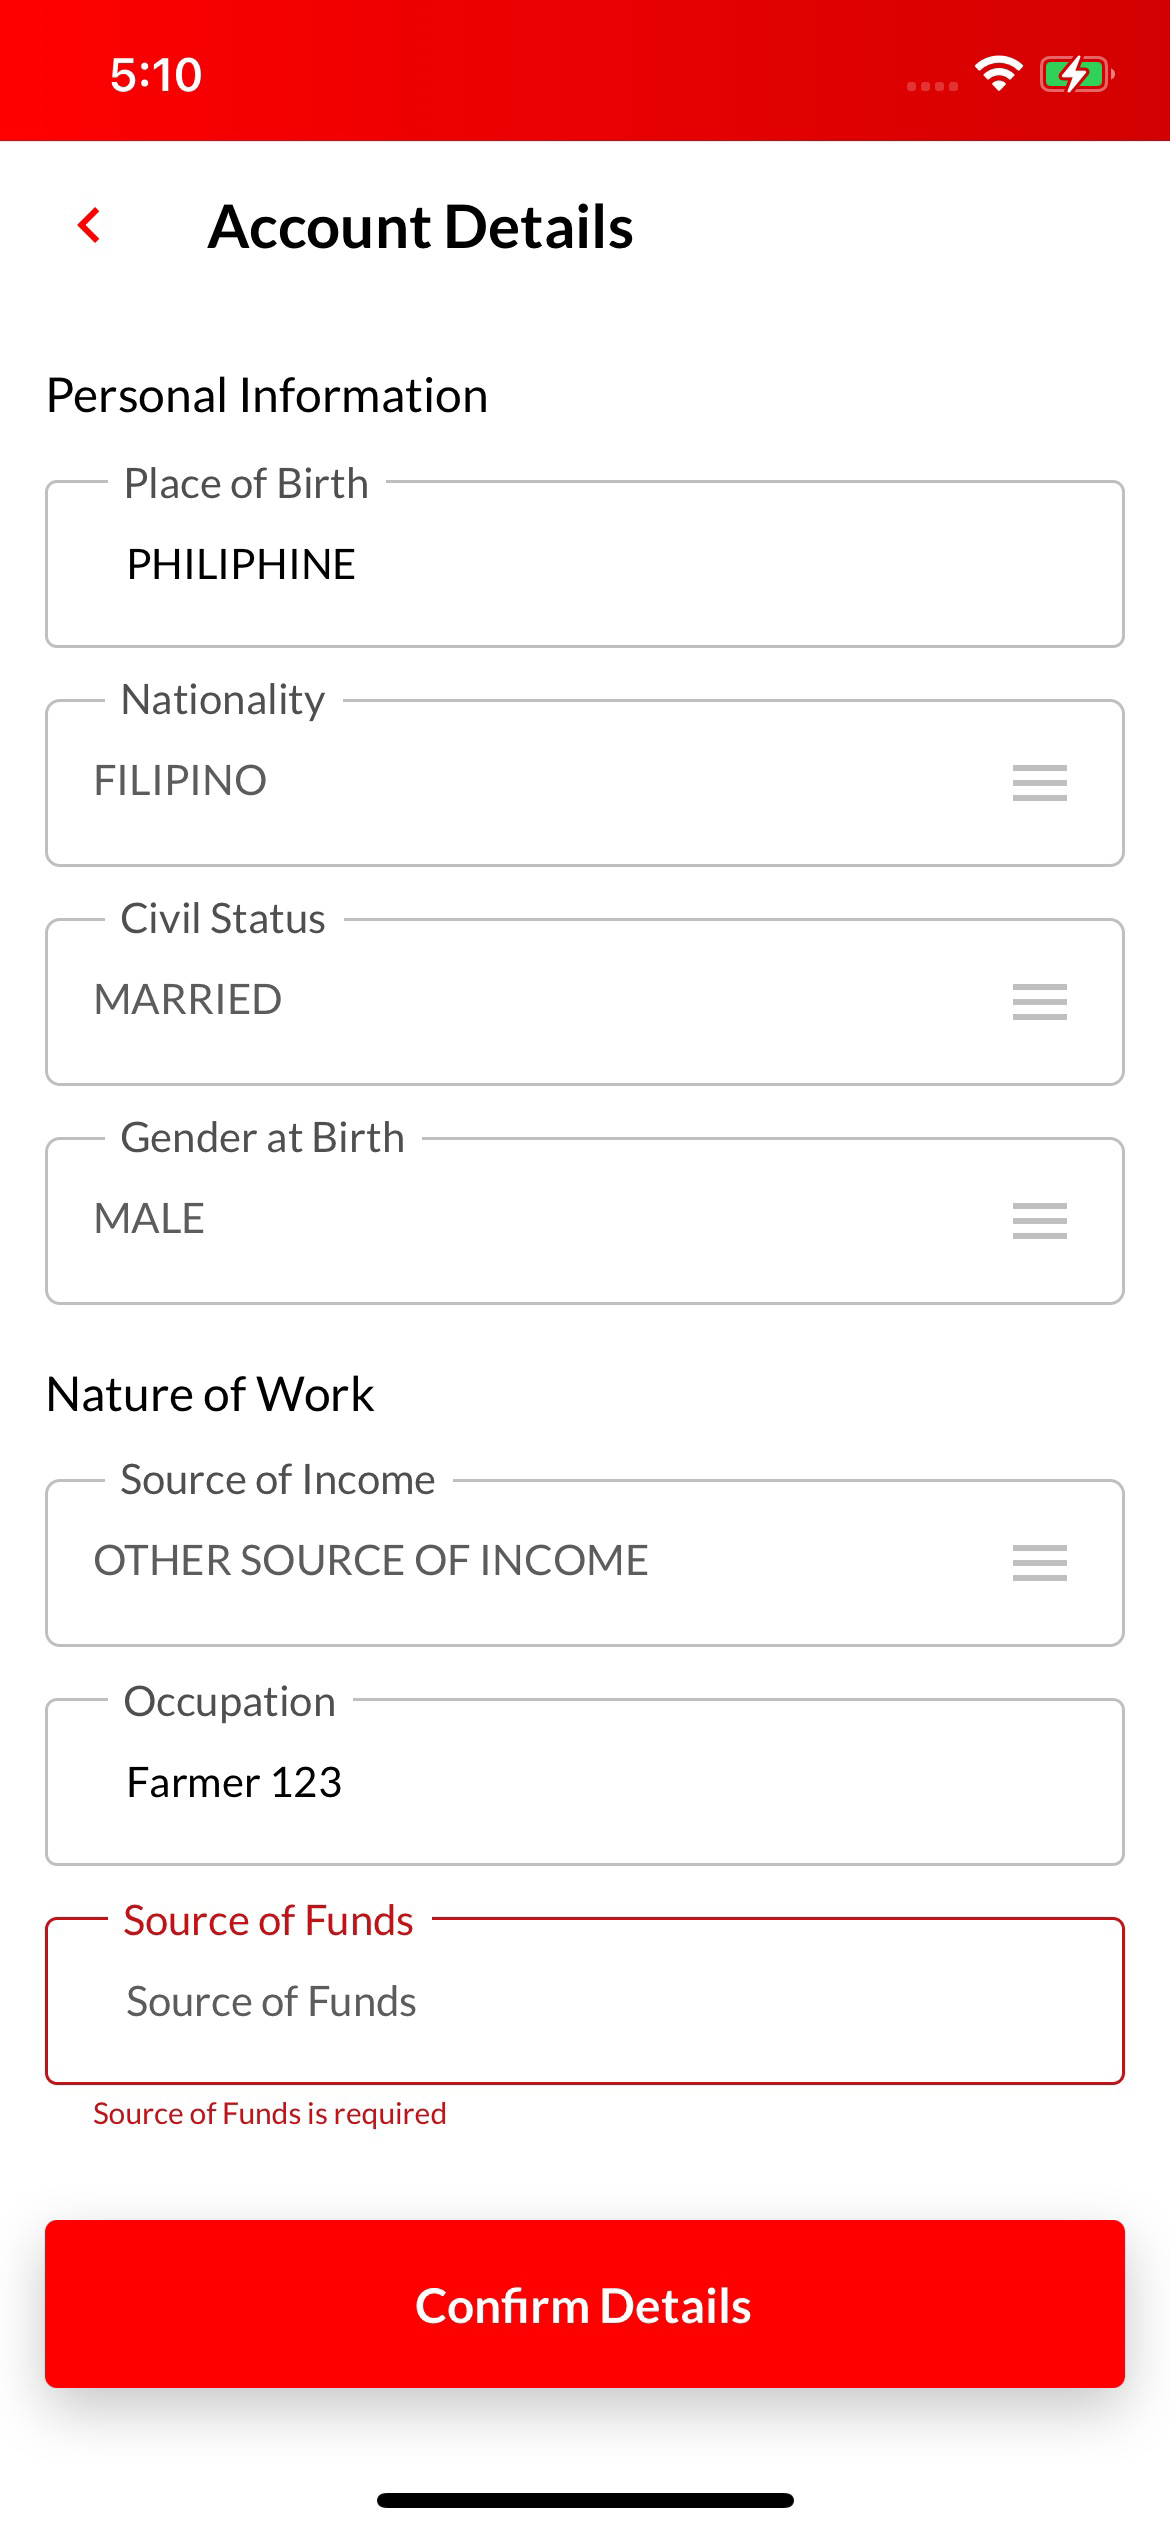 5:10
Account Details
Personal Information
Place of Birth
PHILIPHINE
Nationality
FILIPINO
Civil Status
MARRIED
Gender at Birth
MALE
Nature of Work
Source of Income
OTHER SOURCE OF INCOME
Occupation
Farmer 123
Source of Funds
Source of Funds
Source of Funds is required
Confirm Details